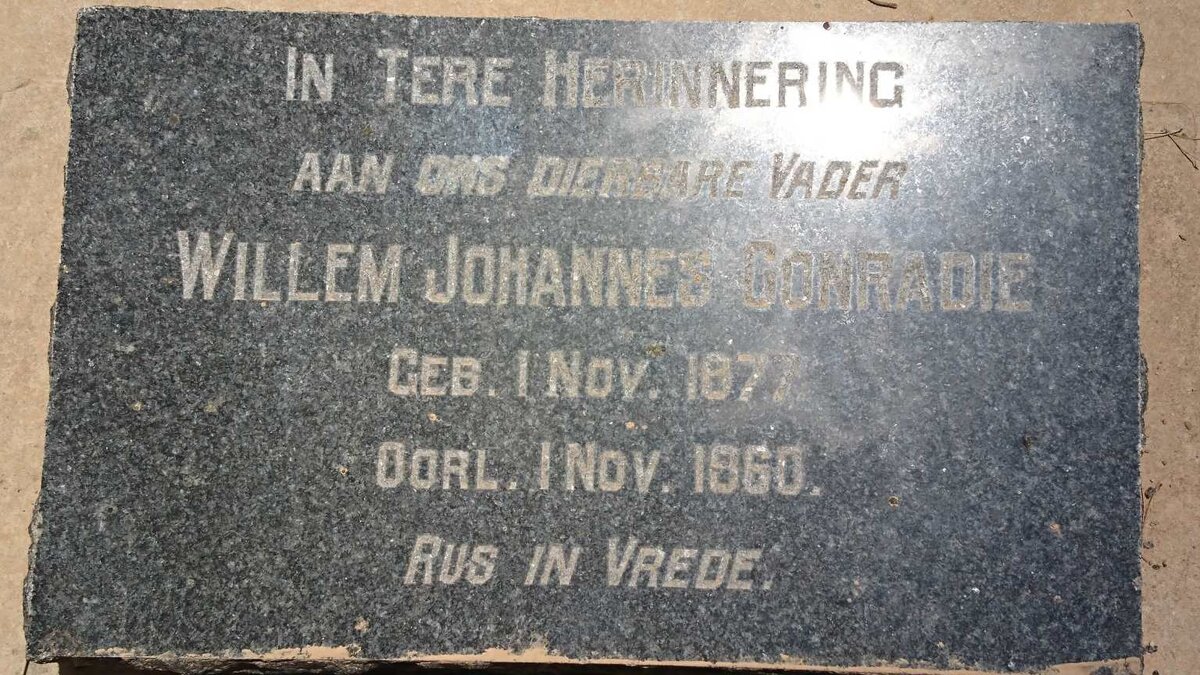 IN TERE HERINNERING
AAN ONS DIERBARE VADER
WILLEM JOHANNES CONRADIE
GEB. 1 NOV. 1877.
OORL. 1 NOV. 1960.
RUS IN VREDE.